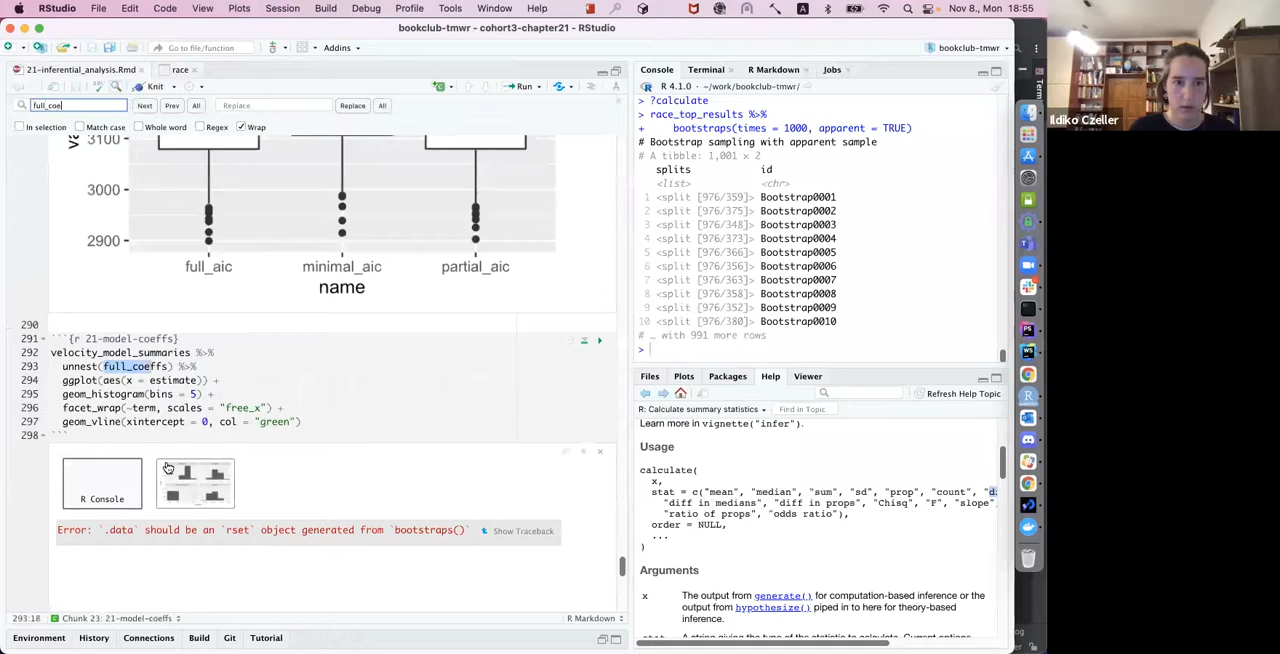 RStudio File Edit Code View Plots Session Build Debug Profile Tools Window Help Nov 8., Mon 18:55
bookclub-tmwr - cohort3-chapter21 - RStudio
Go to file/function Addins bookclub-tmwr
21-inferential_analysis.Rmd race
Knit Run
full_coe Next Prev All Replace Replace All
In selection Match case Whole word Regex Wrap
3100
3000
2900
full_aic minimal_aic partial_aic
name
290
291 ```{r 21-model-coeffs}
292 velocity_model_summaries %>%
293 unnest(full_coeffs) %>%
294 ggplot(aes(x = estimate)) +
295 geom_histogram(bins = 5) +
296 facet_wrap(~term, scales = "free_x") +
297 geom_vline(xintercept = 0, col = "green")
298 ```
R Console
Error: `.data` should be an `rset` object generated from `bootstraps()` Show Traceback
293:18 Chunk 23: 21-model-coeffs R Markdown
Environment History Connections Build Git Tutorial
Console Terminal R Markdown Jobs
R 4.1.0 · ~/work/bookclub-tmwr/
> ?calculate
> race_top_results %>%
+ bootstraps(times = 1000, apparent = TRUE)
# Bootstrap sampling with apparent sample
# A tibble: 1,001 × 2
splits id
<list> <chr>
1 <split [976/359]> Bootstrap0001
2 <split [976/375]> Bootstrap0002
3 <split [976/348]> Bootstrap0003
4 <split [976/373]> Bootstrap0004
5 <split [976/366]> Bootstrap0005
6 <split [976/356]> Bootstrap0006
7 <split [976/363]> Bootstrap0007
8 <split [976/358]> Bootstrap0008
9 <split [976/352]> Bootstrap0009
10 <split [976/380]> Bootstrap0010
# … with 991 more rows
>
Files Plots Packages Help Viewer
Refresh Help Topic
R: Calculate summary statistics Find in Topic
Learn more in vignette("infer").
Usage
calculate(
x,
stat = c("mean", "median", "sum", "sd", "prop", "count", "di
"diff in medians", "diff in props", "Chisq", "F", "slope",
"ratio of props", "odds ratio"),
order = NULL,
...
)
Arguments
x The output from generate() for computation-based inference or the
output from hypothesize() piped in to here for theory-based
inference.
Ildiko Czeller